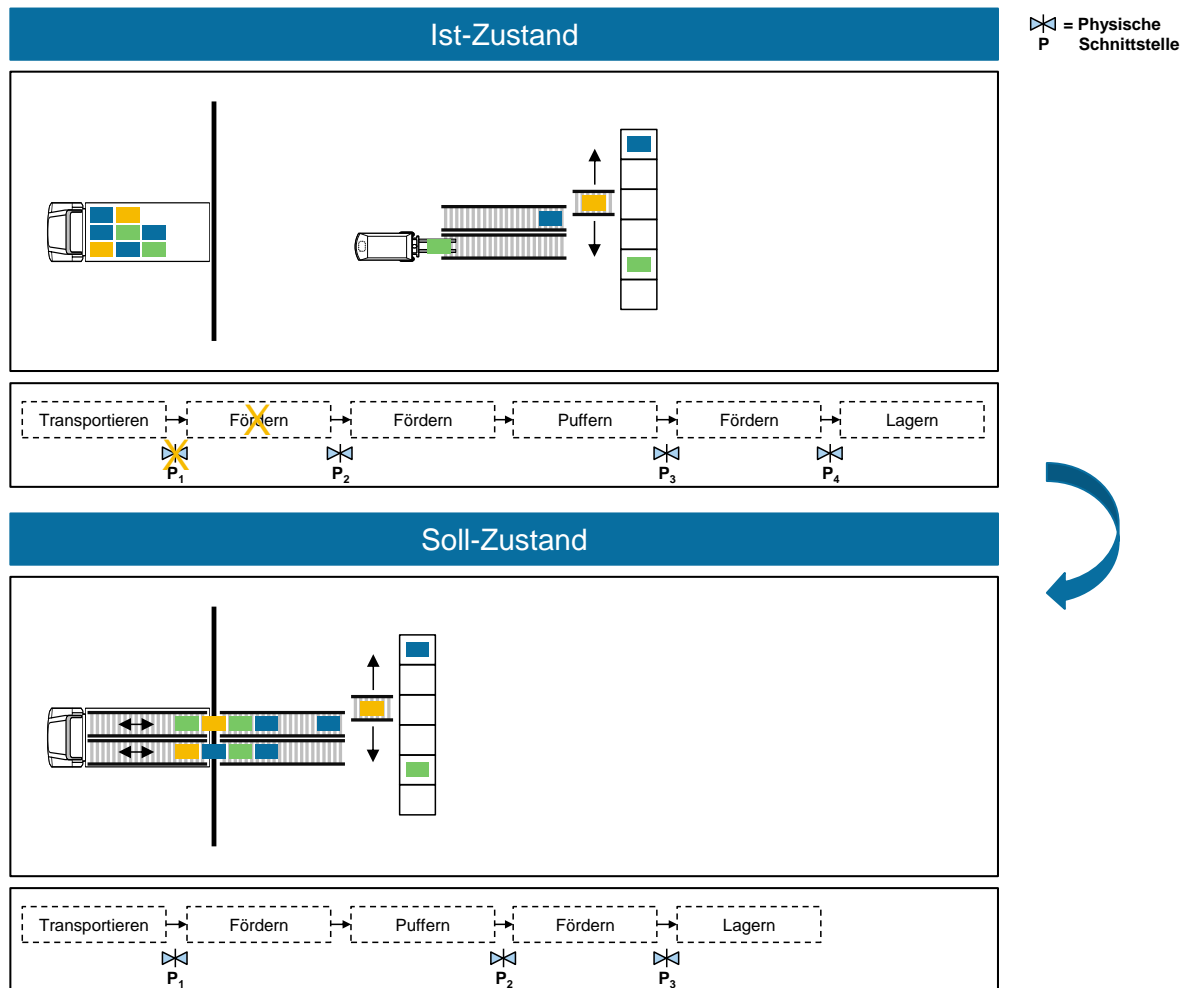 Ist-Zustand
= Physische
P Schnittstelle
Transportieren Fördern Fördern Puffern Fördern Lagern
P1 P2 P3 P4
Soll-Zustand
Transportieren Fördern Puffern Fördern Lagern
P1 P2 P3